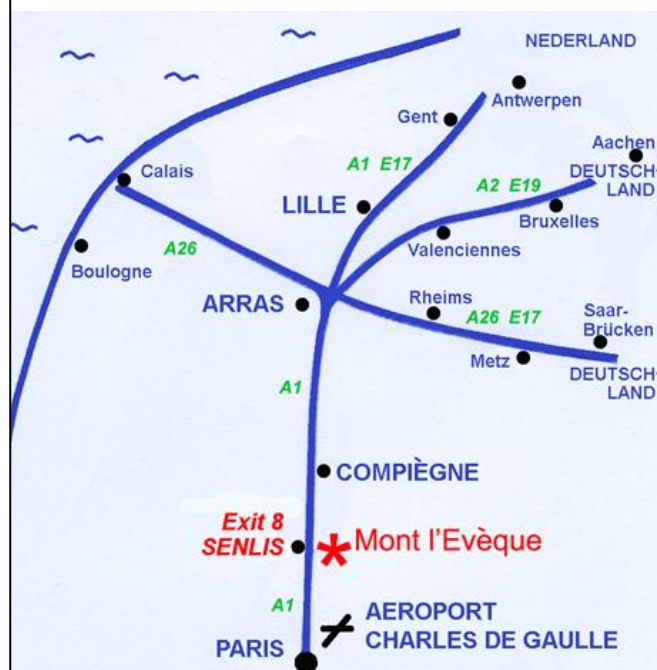 NEDERLAND
Antwerpen
Gent
Aachen
DEUTSCH-
LAND
Calais
A1 E17
A2 E19
LILLE
Bruxelles
Valenciennes
A26
Boulogne
ARRAS
Rheims
A26 E17
Saar-
Brücken
Metz
DEUTSCH-
LAND
A1
COMPIÈGNE
Exit 8
SENLIS
Mont l'Evèque
A1
AEROPORT
CHARLES DE GAULLE
PARIS